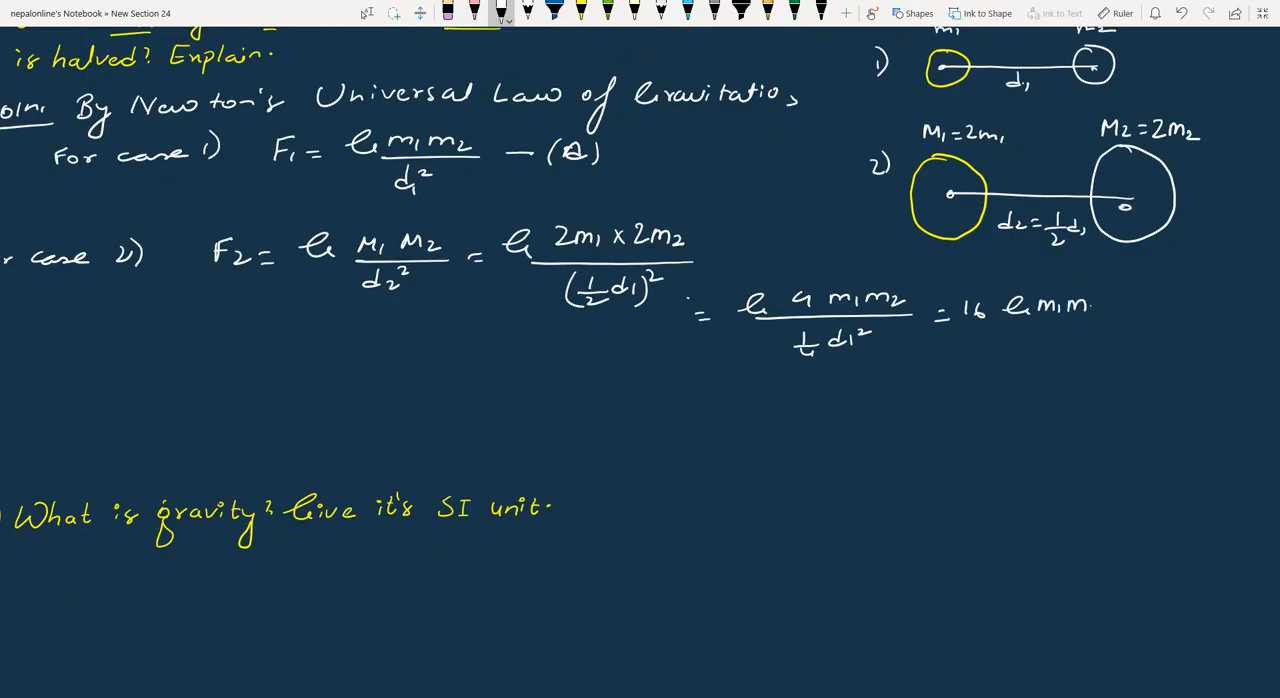 nepalonline's Notebook » New Section 24
Shapes Ink to Shape Ink to Text Ruler
is halved? Explain.
soln. By Newton's Universal Law of Gravitation,
For case 1) F₁ = G m₁ m₂ / d₁² — (A)
For case 2) F₂ = G M₁ M₂ / d₂² = G 2m₁ × 2m₂ / (½ d₁)²
= G 4 m₁m₂ / ¼ d₁² = 16 G m₁ m
1)
m₁
d₁
M₁ = 2m₁ M₂ = 2m₂
2)
d₂ = ½ d₁
What is gravity? Give it's SI unit.